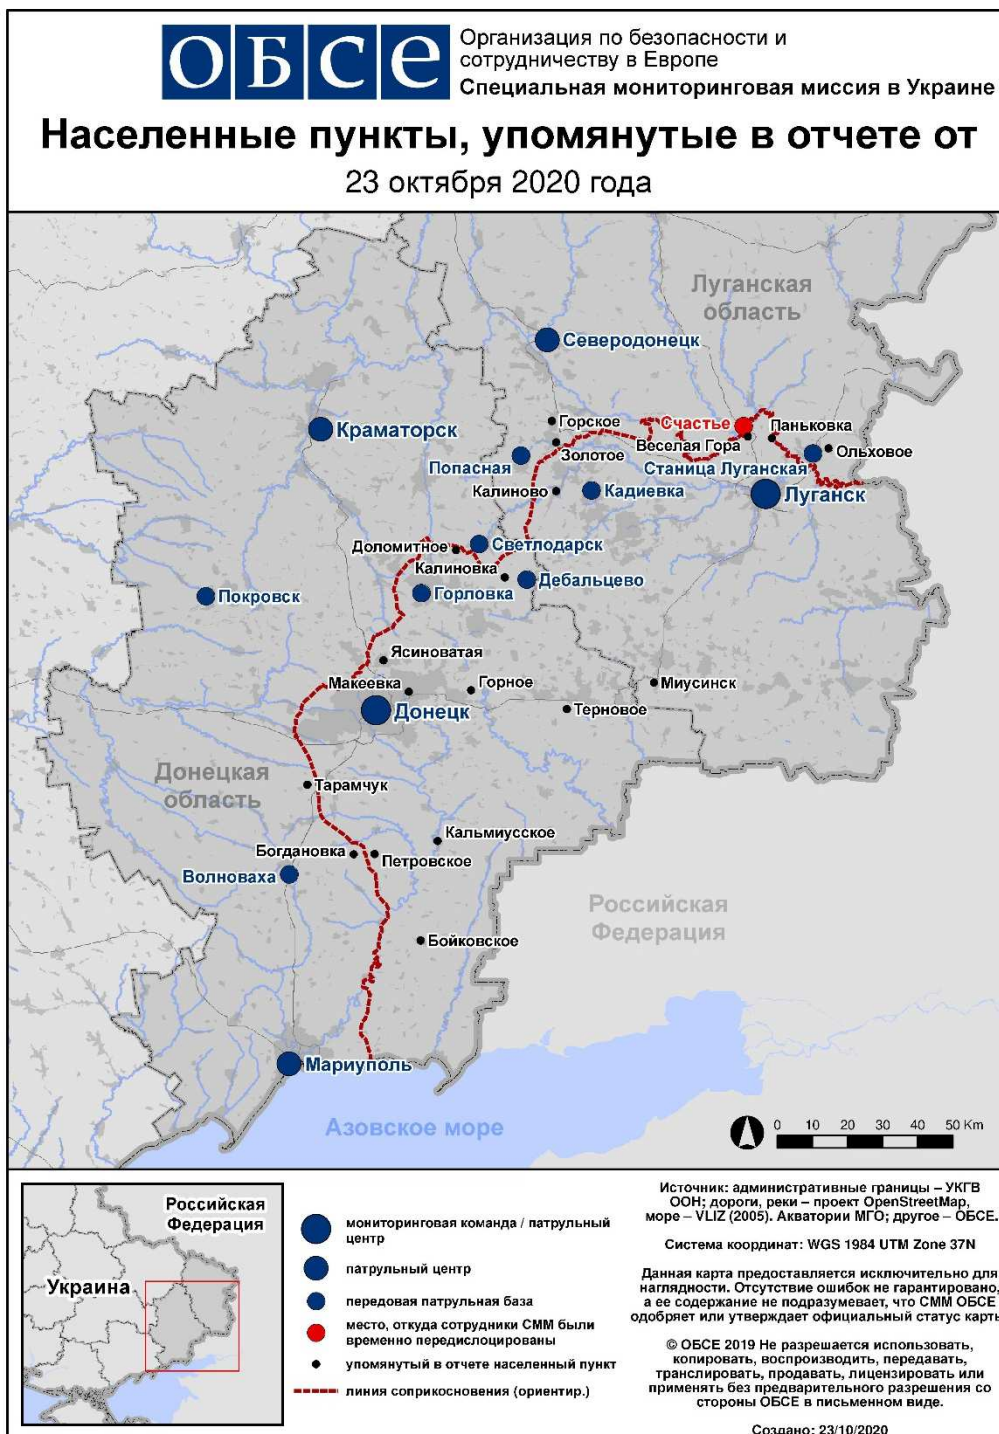 ОБСЕ
Организация по безопасности и
сотрудничеству в Европе
Специальная мониторинговая миссия в Украине
Населенные пункты, упомянутые в отчете от
23 октября 2020 года
Луганская
область
Северодонецк
Горское
Счастье
Паньковка
Краматорск
Веселая Гора
Золотое
Ольховое
Попасная
Станица Луганская
Калиново
Кадиевка
Луганск
Доломитное
Светлодарск
Калиновка
Дебальцево
Покровск
Горловка
Ясиноватая
Макеевка
Горное
Миусинск
Донецк
Терновое
Донецкая
область
Тарамчук
Кальмиусское
Богдановка
Петровское
Волноваха
Российская
Федерация
Бойковское
Мариуполь
Азовское море
0 10 20 30 40 50 Km
Российская
Федерация
Украина
мониторинговая команда / патрульный
центр
патрульный центр
передовая патрульная база
место, откуда сотрудники СММ были
временно передислоцированы
упомянутый в отчете населенный пункт
линия соприкосновения (ориентир.)
Источник: административные границы – УКГВ
ООН; дороги, реки – проект OpenStreetMap,
море – VLIZ (2005). Акватории МГО; другое – ОБСЕ.
Система координат: WGS 1984 UTM Zone 37N
Данная карта предоставляется исключительно для
наглядности. Отсутствие ошибок не гарантировано,
а ее содержание не подразумевает, что СММ ОБСЕ
одобряет или утверждает официальный статус карты
© ОБСЕ 2019 Не разрешается использовать,
копировать, воспроизводить, передавать,
транслировать, продавать, лицензировать или
применять без предварительного разрешения со
стороны ОБСЕ в письменном виде.
Создано: 23/10/2020